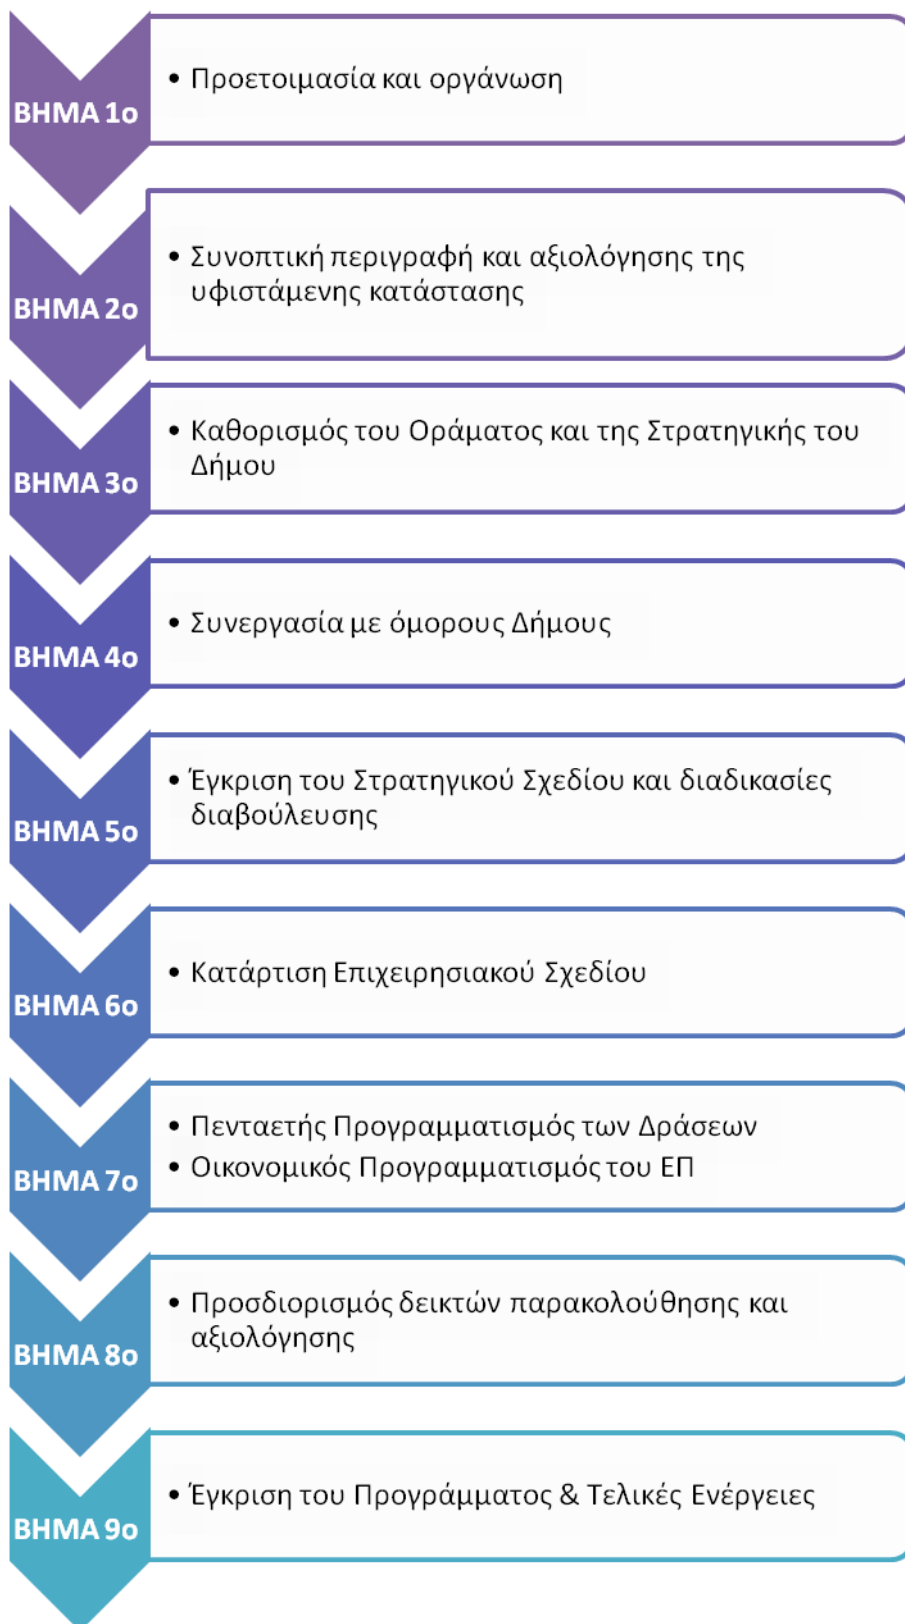 ΒΗΜΑ 1ο
• Προετοιμασία και οργάνωση
ΒΗΜΑ 2ο
• Συνοπτική περιγραφή και αξιολόγησης της
υφιστάμενης κατάστασης
ΒΗΜΑ 3ο
• Καθορισμός του Οράματος και της Στρατηγικής του
Δήμου
ΒΗΜΑ 4ο
• Συνεργασία με όμορους Δήμους
ΒΗΜΑ 5ο
• Έγκριση του Στρατηγικού Σχεδίου και διαδικασίες
διαβούλευσης
ΒΗΜΑ 6ο
• Κατάρτιση Επιχειρησιακού Σχεδίου
ΒΗΜΑ 7ο
• Πενταετής Προγραμματισμός των Δράσεων
• Οικονομικός Προγραμματισμός του ΕΠ
ΒΗΜΑ 8ο
• Προσδιορισμός δεικτών παρακολούθησης και
αξιολόγησης
ΒΗΜΑ 9ο
• Έγκριση του Προγράμματος & Τελικές Ενέργειες